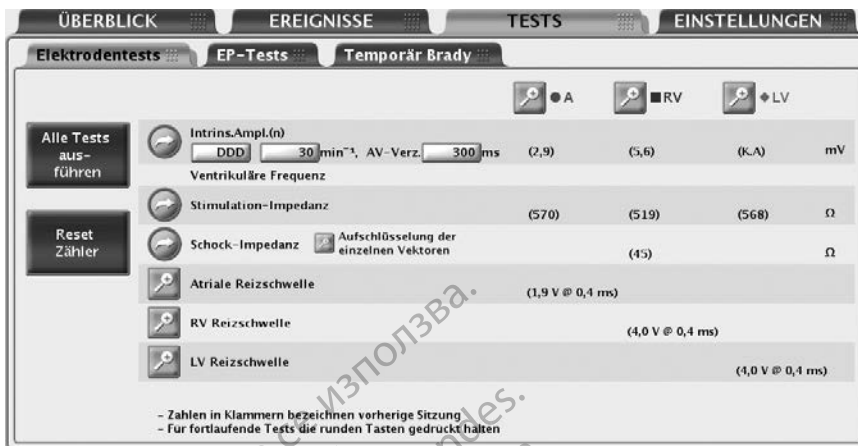 ÜBERBLICK EREIGNISSE TESTS EINSTELLUNGEN
Elektrodentests EP-Tests Temporär Brady
A RV LV
Alle Tests
aus-
führen
Intrins.Ampl.(n)
DDD 30 min⁻¹, AV-Verz. 300 ms (2,9) (5,6) (K.A) mV
Ventrikuläre Frequenz
Stimulation-Impedanz (570) (519) (568) Ω
Reset
Zähler
Schock-Impedanz Aufschlüsselung der
einzelnen Vektoren (45) Ω
Atriale Reizschwelle (1,9 V @ 0,4 ms)
RV Reizschwelle (4,0 V @ 0,4 ms)
LV Reizschwelle (4,0 V @ 0,4 ms)
- Zahlen in Klammern bezeichnen vorherige Sitzung
- Für fortlaufende Tests die runden Tasten gedruckt halten
се използва.